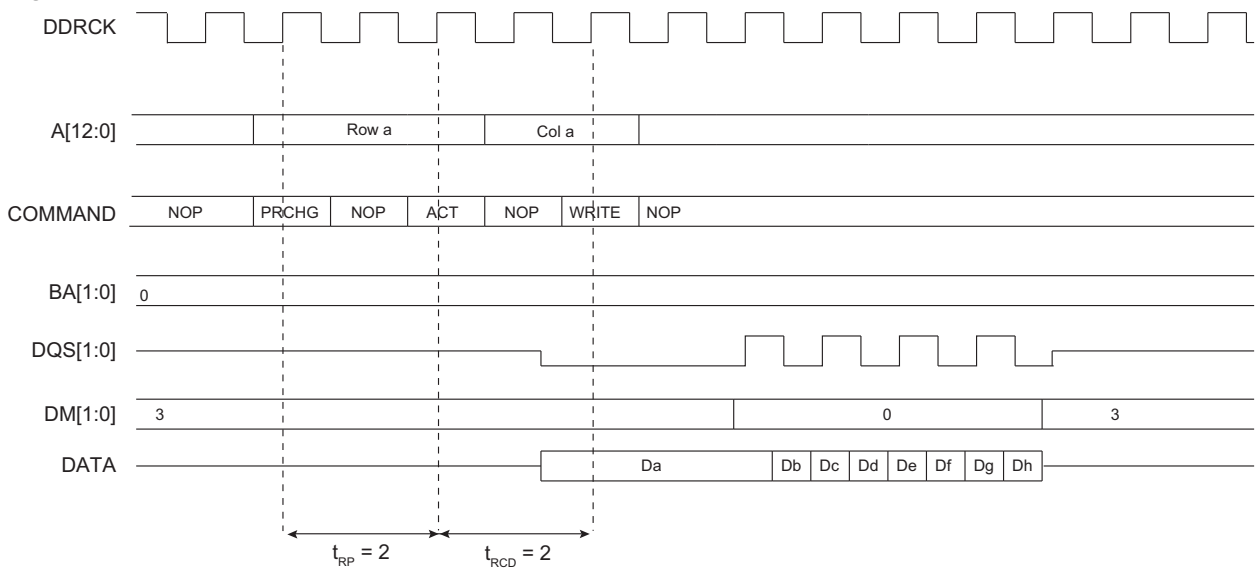 DDRCK
A[12:0] Row a Col a
COMMAND NOP PRCHG NOP ACT NOP WRITE NOP
BA[1:0] 0
DQS[1:0]
DM[1:0] 3 0 3
DATA Da Db Dc Dd De Df Dg Dh
tRP = 2 tRCD = 2